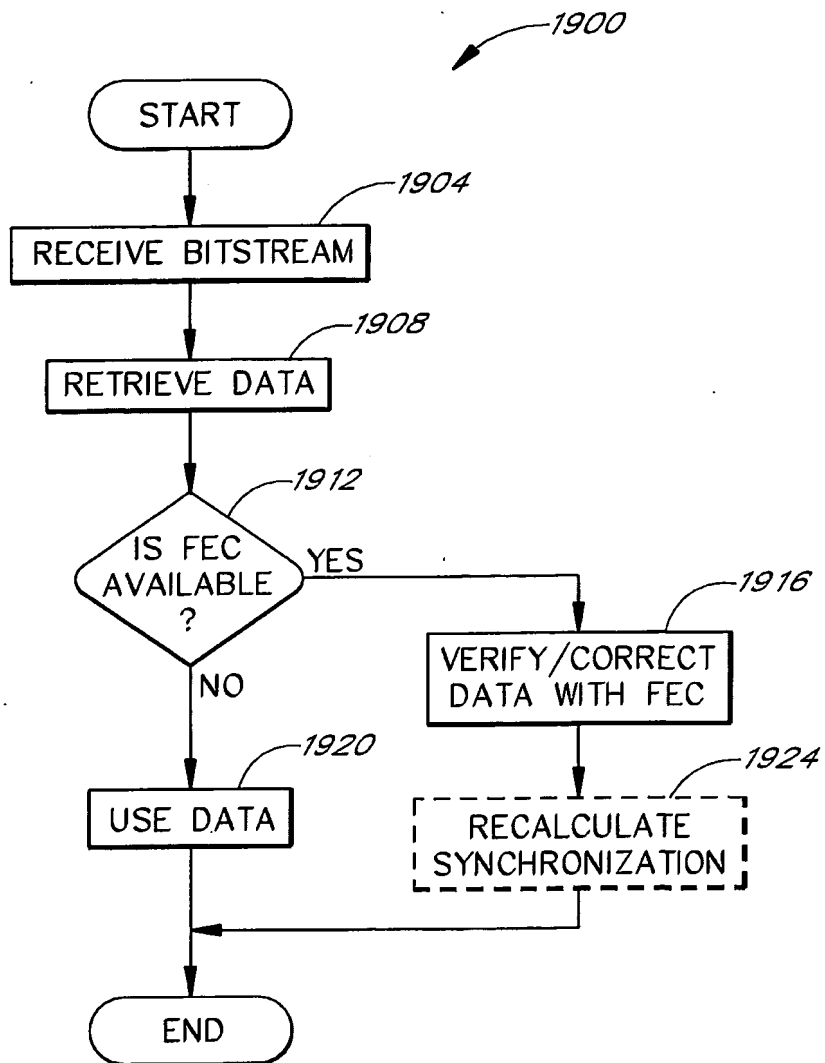 1900
START
1904
RECEIVE BITSTREAM
1908
RETRIEVE DATA
1912
IS FEC
AVAILABLE
?
YES
NO
1916
VERIFY/CORRECT
DATA WITH FEC
1920
USE DATA
1924
RECALCULATE
SYNCHRONIZATION
END